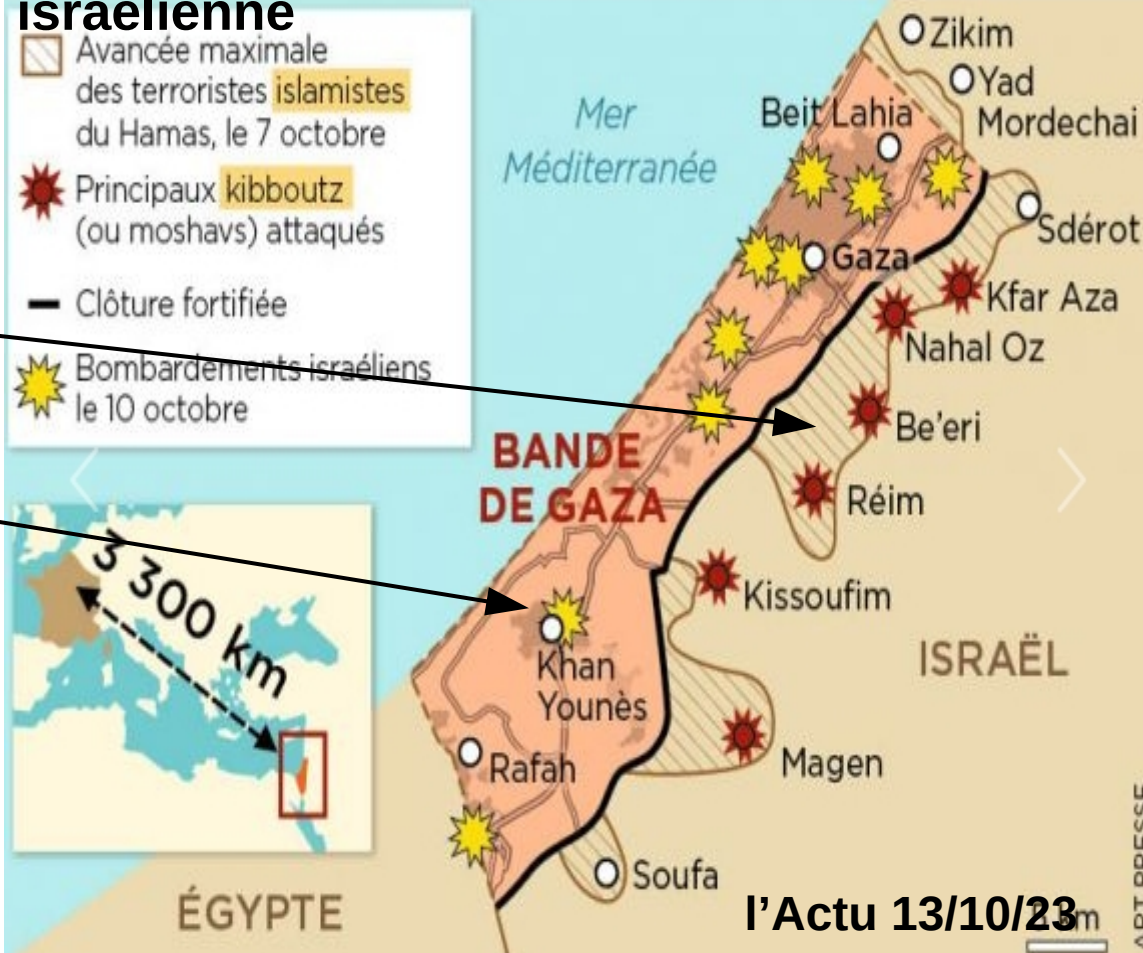 israélienne
Avancée maximale
des terroristes islamistes
du Hamas, le 7 octobre
Principaux kibboutz
(ou moshavs) attaqués
Clôture fortifiée
Bombardements israéliens
le 10 octobre
Mer
Méditerranée
Zikim
Yad
Mordechai
Beit Lahia
Sdérot
Gaza
Kfar Aza
Nahal Oz
Be'eri
BANDE
DE GAZA
Réim
3 300 km
Kissoufim
ISRAËL
Khan
Younès
Rafah
Magen
Soufa
ÉGYPTE
l’Actu 13/10/23
km
ART PRESSE